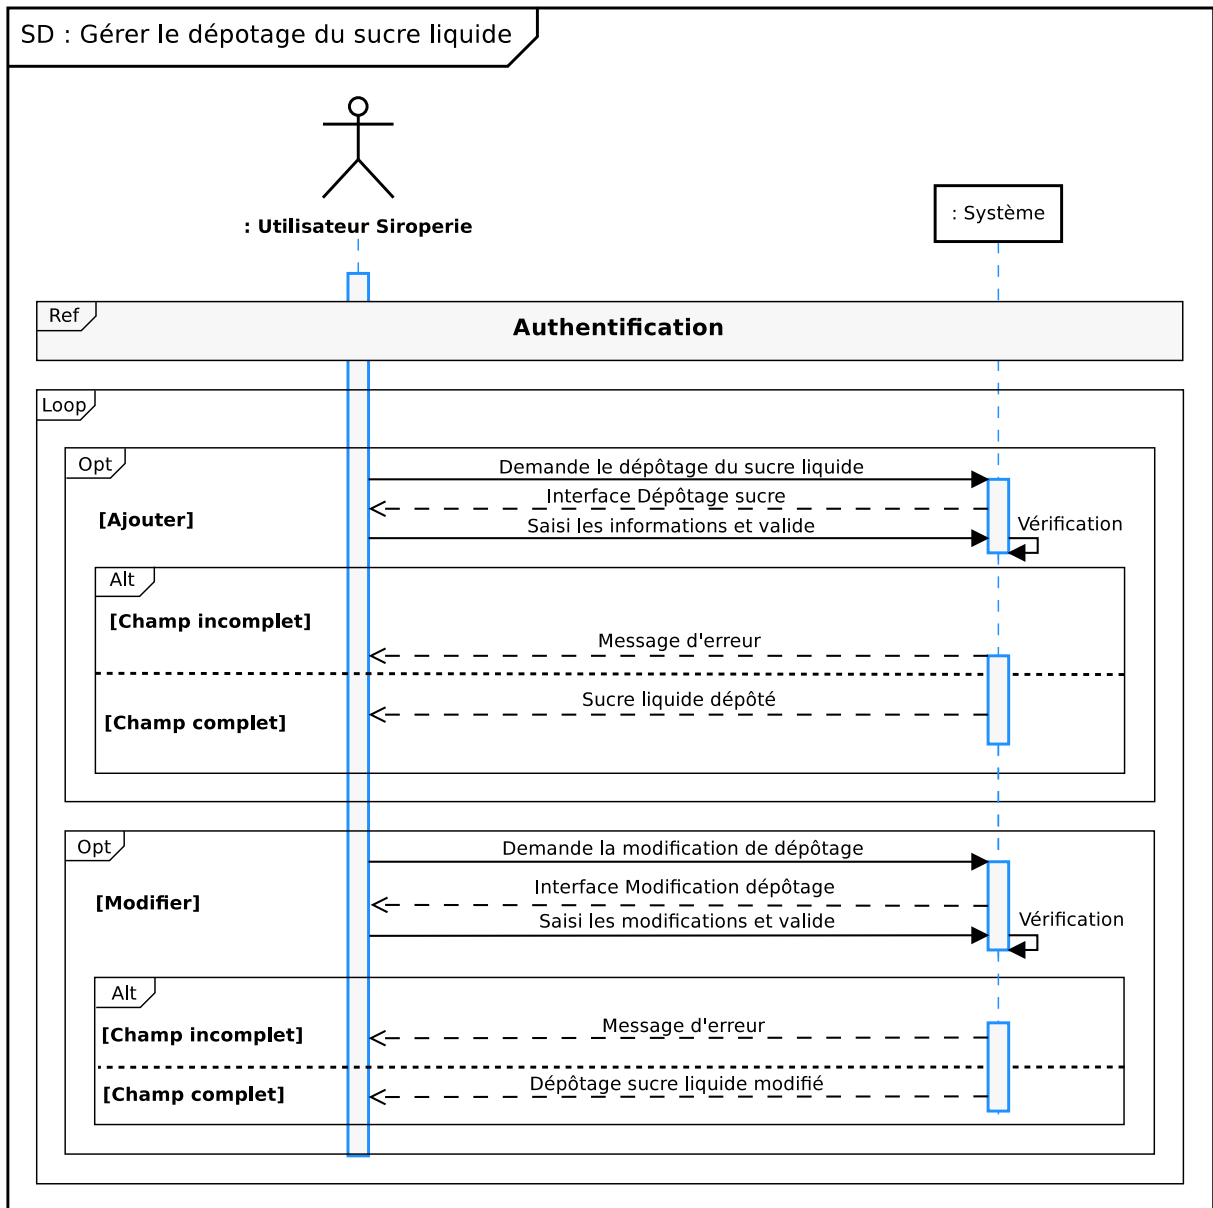 SD : Gérer le dépotage du sucre liquide
: Utilisateur Siroperie
: Système
Ref
Authentification
Loop
Opt
Demande le dépôtage du sucre liquide
Interface Dépôtage sucre
[Ajouter]
Saisi les informations et valide
Vérification
Alt
[Champ incomplet]
Message d'erreur
Sucre liquide dépôté
[Champ complet]
Opt
Demande la modification de dépôtage
Interface Modification dépôtage
[Modifier]
Saisi les modifications et valide
Vérification
Alt
Message d'erreur
[Champ incomplet]
Dépôtage sucre liquide modifié
[Champ complet]